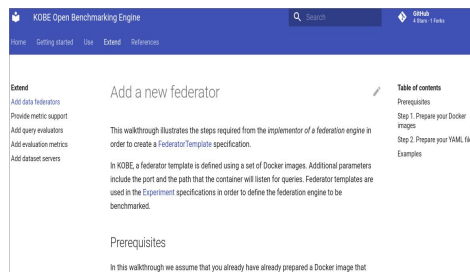 KOBE Open Benchmarking Engine
Search
GitHub
4 Stars · 1 Forks
Home Getting started Use Extend References
Extend
Add data federators
Provide metric support
Add query evaluators
Add evaluation metrics
Add dataset servers
Add a new federator
This walkthrough illustrates the steps required from the implementor of a federation engine in
order to create a FederatorTemplate specification.
In KOBE, a federator template is defined using a set of Docker images. Additional parameters
include the port and the path that the container will listen for queries. Federator templates are
used in the Experiment specifications in order to define the federation engine to be
benchmarked.
Prerequisites
In this walkthrough we assume that you already have already prepared a Docker image that
Table of contents
Prerequisites
Step 1. Prepare your Docker
images
Step 2. Prepare your YAML fil
Examples